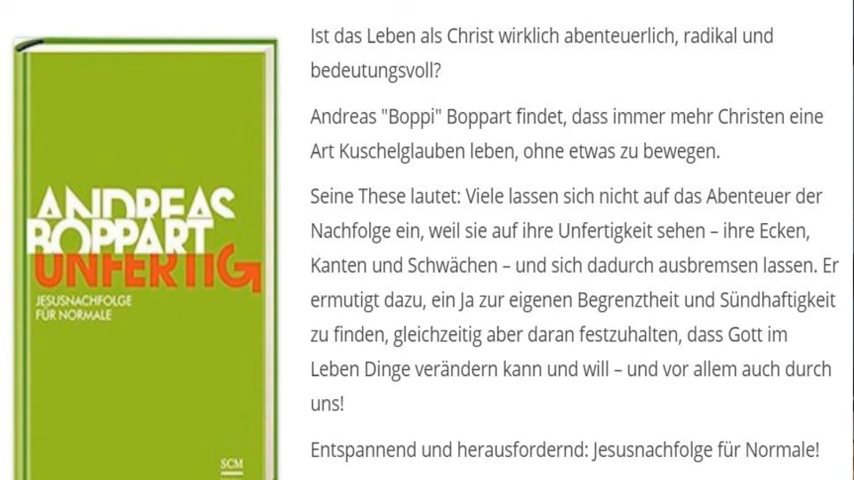 ANDREAS
BOPPART
UNFERTIG
JESUSNACHFOLGE
FÜR NORMALE
SCM
Ist das Leben als Christ wirklich abenteuerlich, radikal und
bedeutungsvoll?
Andreas "Boppi" Boppart findet, dass immer mehr Christen eine
Art Kuschelglauben leben, ohne etwas zu bewegen.
Seine These lautet: Viele lassen sich nicht auf das Abenteuer der
Nachfolge ein, weil sie auf ihre Unfertigkeit sehen – ihre Ecken,
Kanten und Schwächen – und sich dadurch ausbremsen lassen. Er
ermutigt dazu, ein Ja zur eigenen Begrenztheit und Sündhaftigkeit
zu finden, gleichzeitig aber daran festzuhalten, dass Gott im
Leben Dinge verändern kann und will – und vor allem auch durch
uns!
Entspannend und herausfordernd: Jesusnachfolge für Normale!